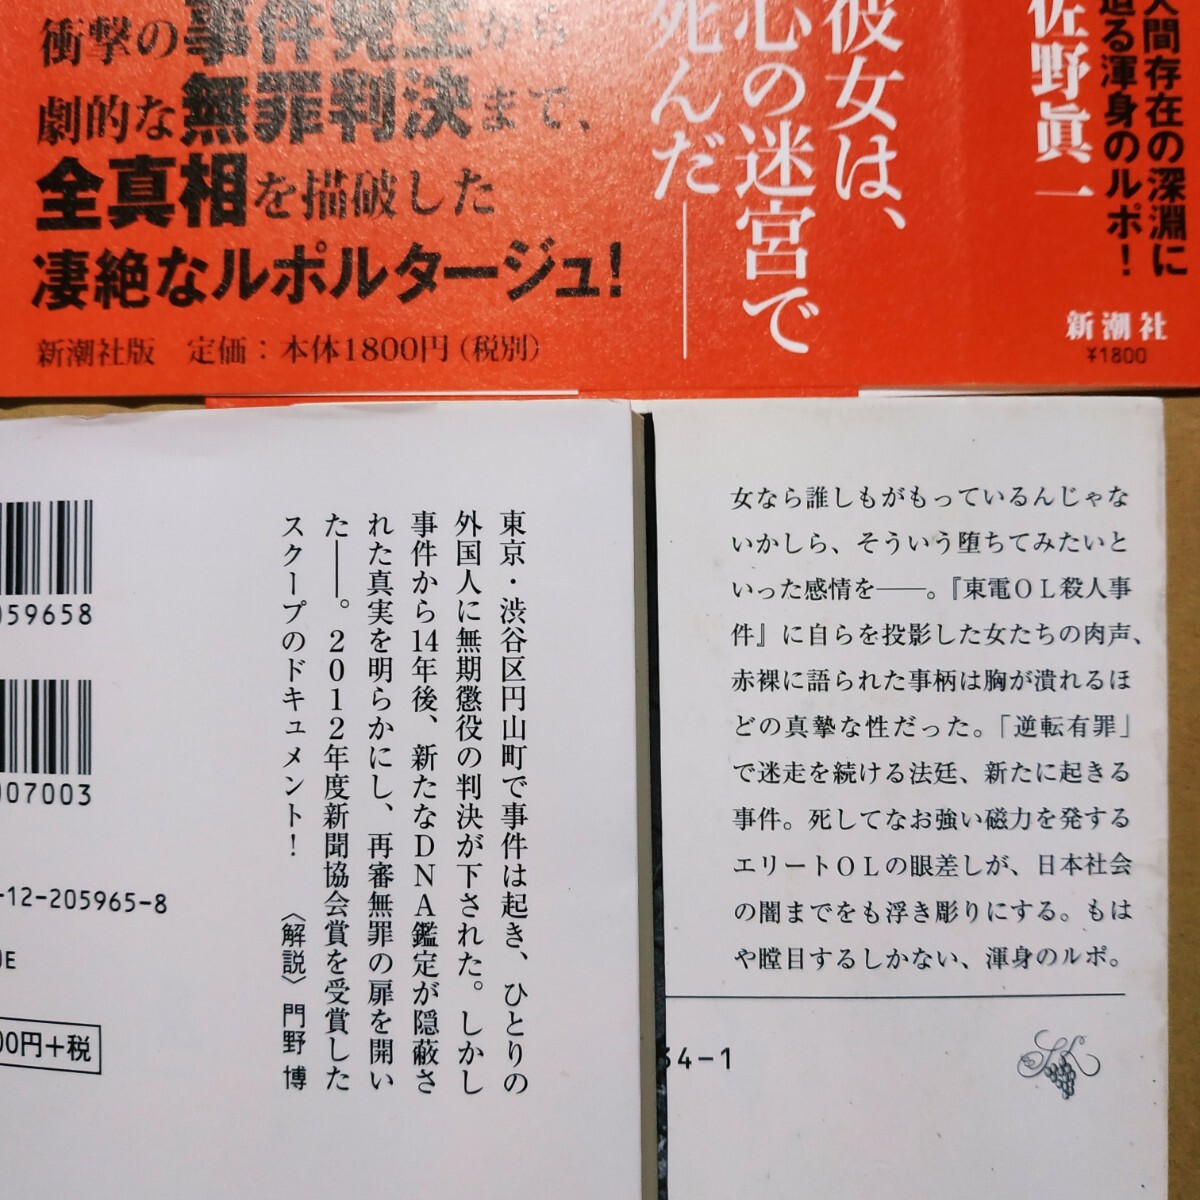 衝撃の事件発生から
劇的な無罪判決まで、
全真相を描破した
凄絶なルポルタージュ!
新潮社版 定価:本体1800円(税別)
人間存在の深淵に
迫る渾身のルポ!
佐野眞一
彼女は、
心の迷宮で
死んだ――
新潮社
¥1800
059658
07003
-12-205965-8
00円+税
東京・渋谷区円山町で事件は起き、ひとりの
外国人に無期懲役の判決が下された。しかし
事件から14年後、新たなDNA鑑定が隠蔽さ
れた真実を明らかにし、再審無罪の扉を開い
た――。2012年度新聞協会賞を受賞した
スクープのドキュメント!
〈解説〉門野 博
女なら誰しもがもっているんじゃな
いかしら、そういう堕ちてみたいと
いった感情を――。『東電OL殺人事
件』に自らを投影した女たちの肉声、
赤裸に語られた事柄は胸が潰れるほ
どの真摯な性だった。「逆転有罪」
で迷走を続ける法廷、新たに起きる
事件。死してなお強い磁力を発する
エリートOLの眼差しが、日本社会
の闇までをも浮き彫りにする。もは
や瞠目するしかない、渾身のルポ。
34-1